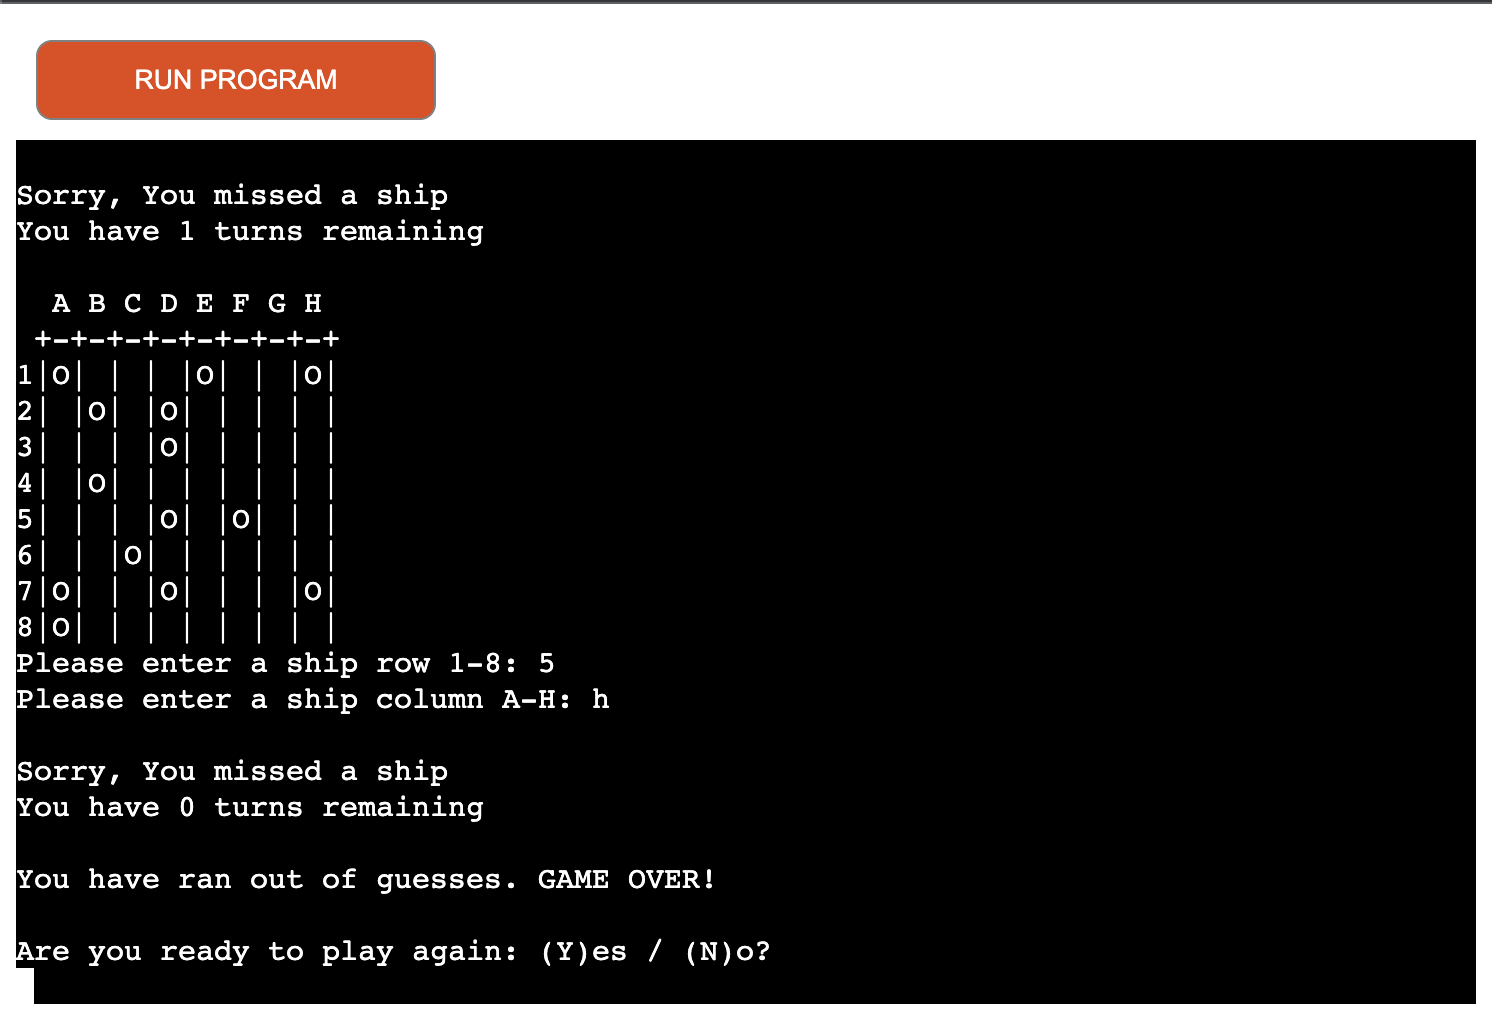 RUN PROGRAM
Sorry, You missed a ship
You have 1 turns remaining
  A B C D E F G H
 +-+-+-+-+-+-+-+-+
1|O| | | |O| | |O|
2| |O| |O| | | | |
3| | | |O| | | | |
4| |O| | | | | | |
5| | | |O| |O| | |
6| | |O| | | | | |
7|O| | |O| | | |O|
8|O| | | | | | | |
Please enter a ship row 1-8: 5
Please enter a ship column A-H: h
Sorry, You missed a ship
You have 0 turns remaining
You have ran out of guesses. GAME OVER!
Are you ready to play again: (Y)es / (N)o?